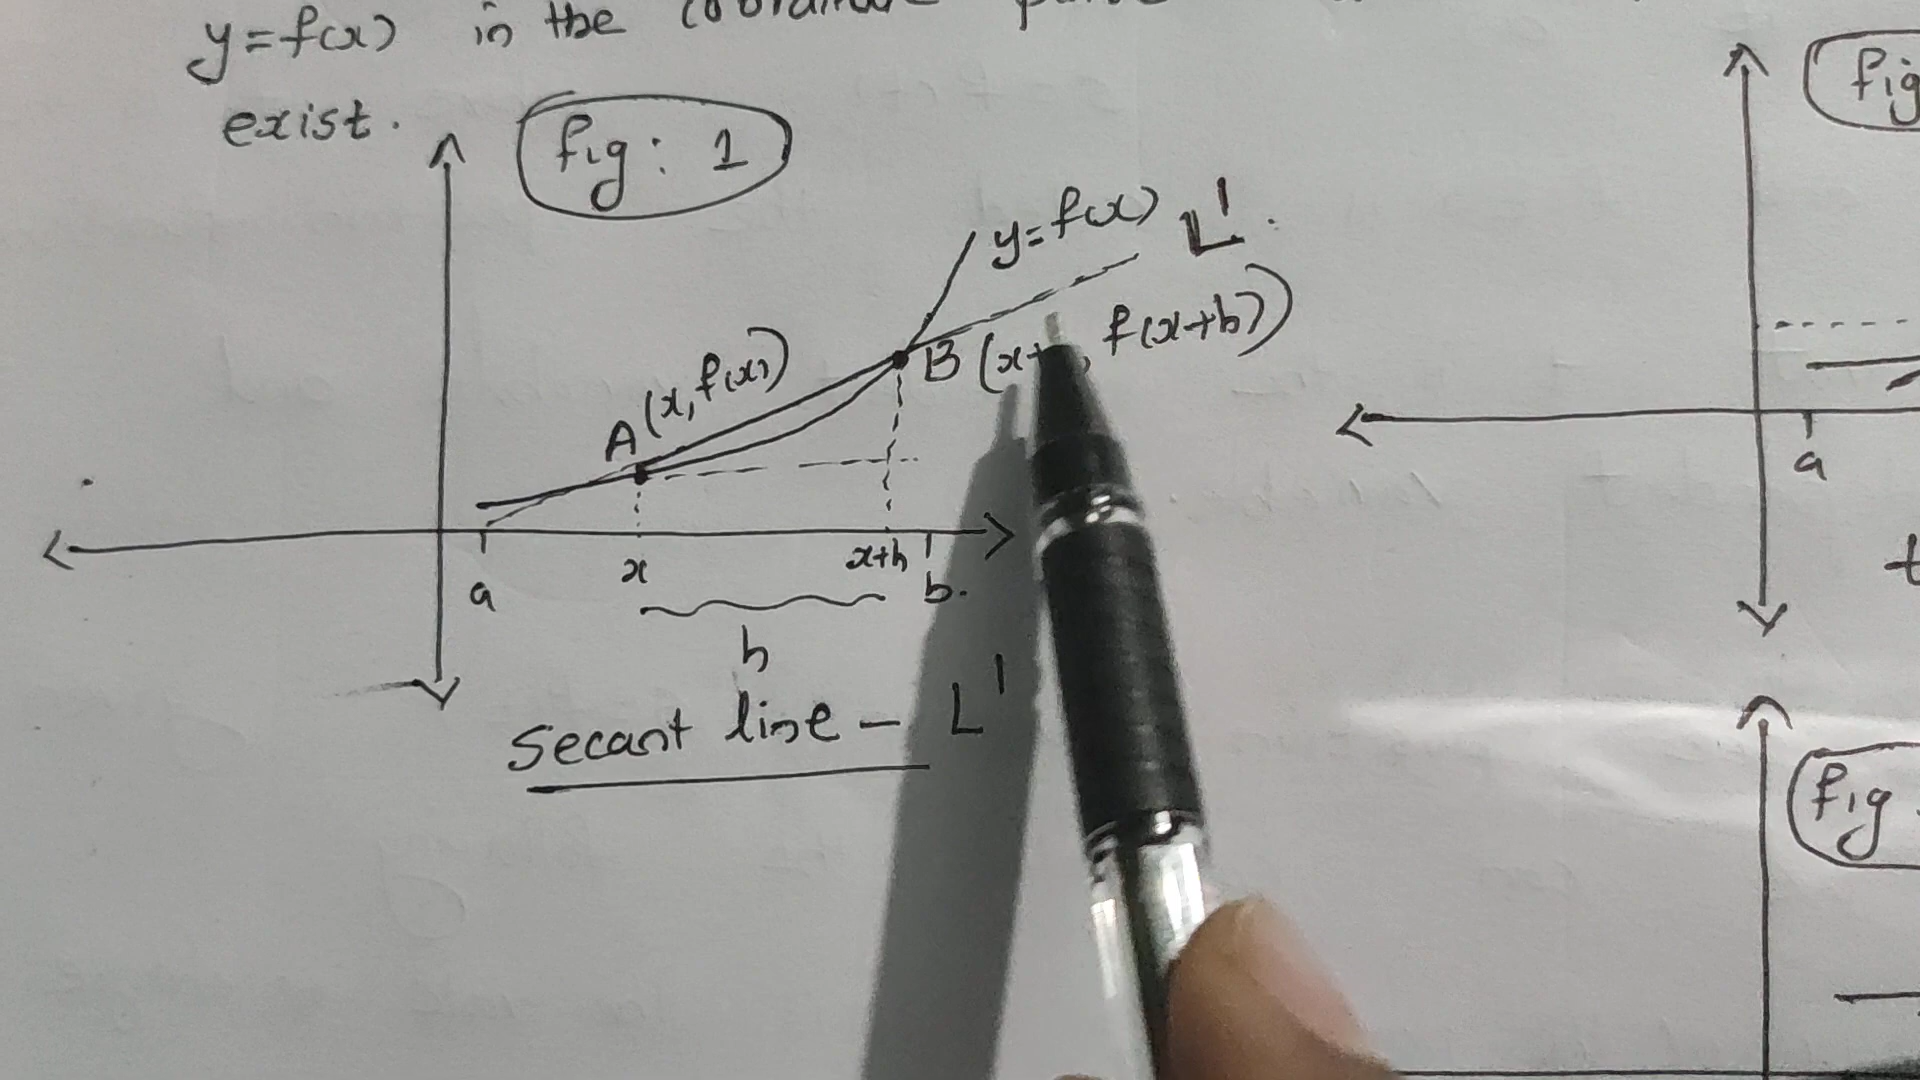 y=f(x) in the
exist.
fig: 1
y=f(x)
L'.
A(x, f(x))
B(x+ , f(x+h))
a
x
x+h
b.
h
Secant line – L'
fig
a
t
fig